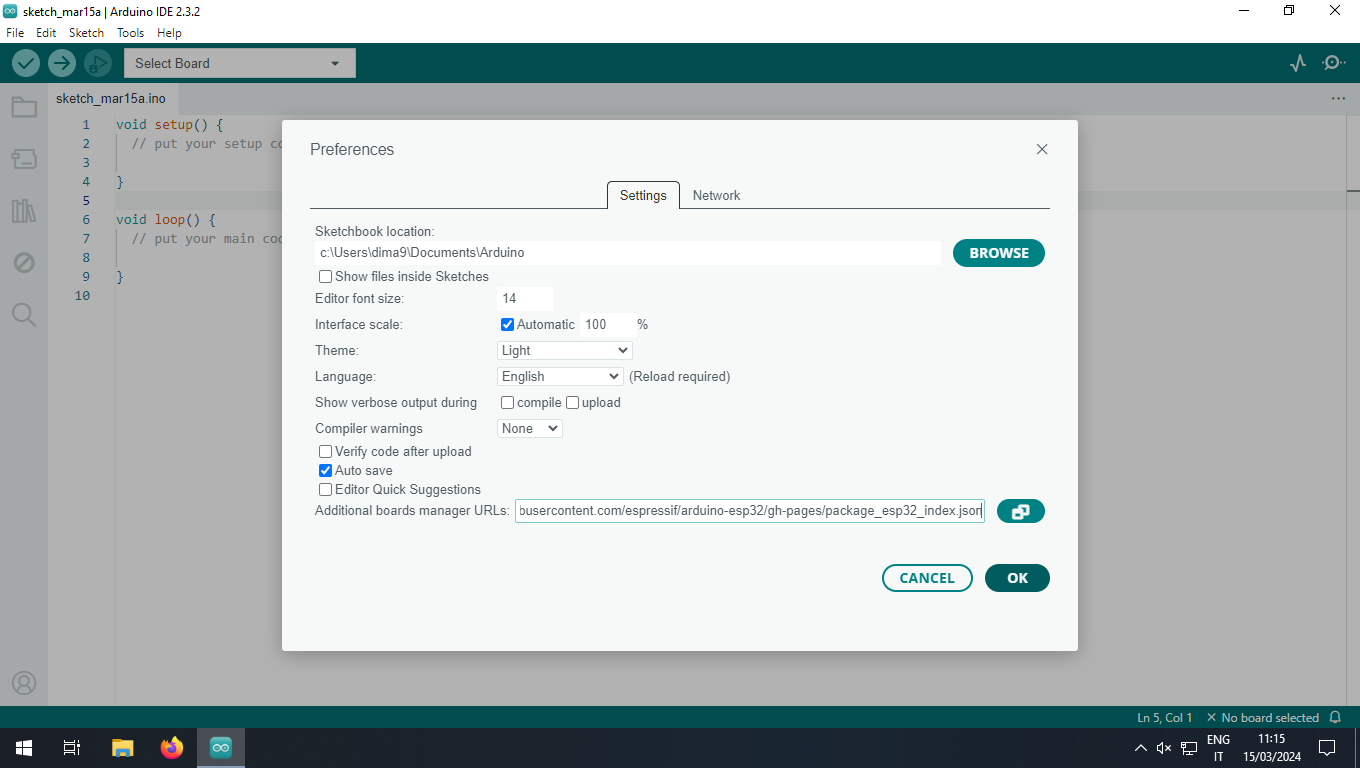 sketch_mar15a | Arduino IDE 2.3.2
File Edit Sketch Tools Help
Select Board
sketch_mar15a.ino
1 void setup() {
2 // put your setup co
3
4 }
5
6 void loop() {
7 // put your main cod
8
9 }
10
Preferences
Settings Network
Sketchbook location:
c:\Users\dima9\Documents\Arduino BROWSE
Show files inside Sketches
Editor font size: 14
Interface scale: Automatic 100 %
Theme: Light
Language: English (Reload required)
Show verbose output during compile upload
Compiler warnings None
Verify code after upload
Auto save
Editor Quick Suggestions
Additional boards manager URLs: busercontent.com/espressif/arduino-esp32/gh-pages/package_esp32_index.json
CANCEL OK
Ln 5, Col 1 No board selected
ENG 11:15
IT 15/03/2024